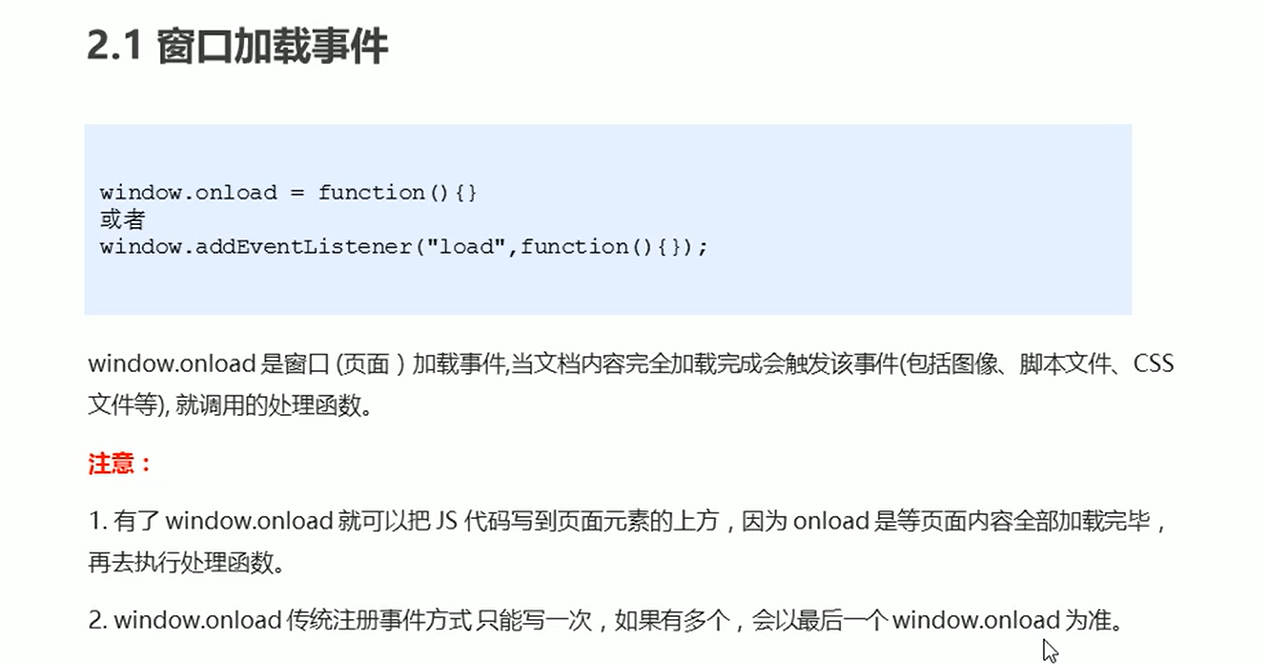 2.1 窗口加载事件
window.onload = function(){}
或者
window.addEventListener("load",function(){});
window.onload 是窗口 (页面）加载事件,当文档内容完全加载完成会触发该事件(包括图像、脚本文件、CSS
文件等), 就调用的处理函数。
注意：
1. 有了 window.onload 就可以把 JS 代码写到页面元素的上方，因为 onload 是等页面内容全部加载完毕，
再去执行处理函数。
2. window.onload 传统注册事件方式 只能写一次，如果有多个，会以最后一个 window.onload 为准。